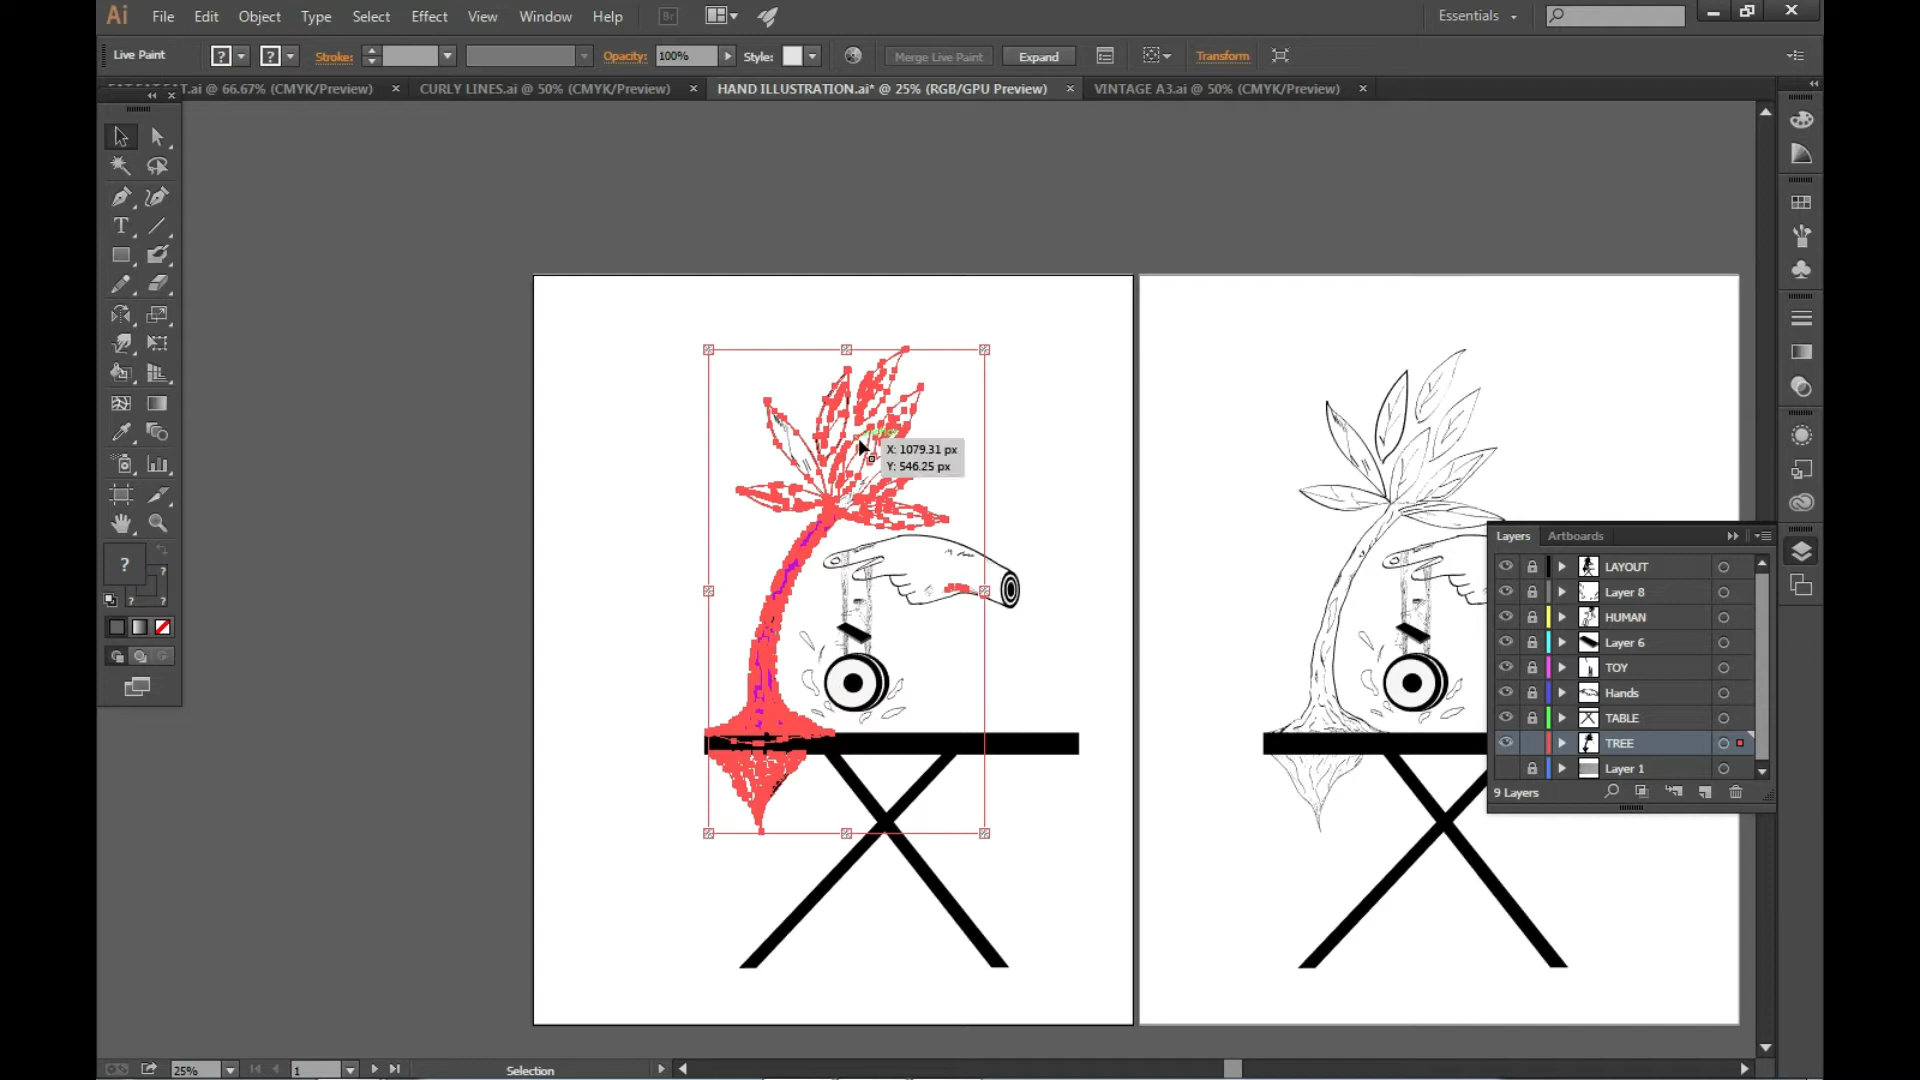 Ai File Edit Object Type Select Effect View Window Help Br Essentials
Live Paint ? ? Stroke: Opacity: 100% Style: Merge Live Paint Expand Transform
T.ai @ 66.67% (CMYK/Preview) × CURLY LINES.ai @ 50% (CMYK/Preview) × HAND ILLUSTRATION.ai* @ 25% (RGB/GPU Preview) × VINTAGE A3.ai @ 50% (CMYK/Preview) ×
X: 1079.31 px
Y: 546.25 px
Layers Artboards
LAYOUT
Layer 8
HUMAN
Layer 6
TOY
Hands
TABLE
TREE
Layer 1
9 Layers
?
?
? ?
25% 1 Selection